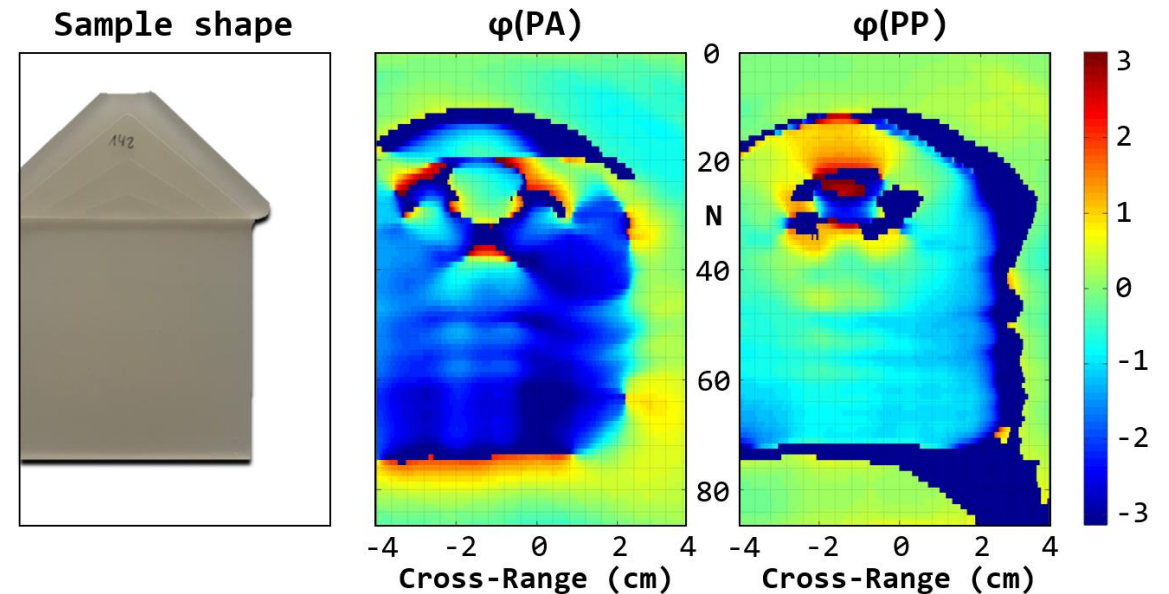 Sample shape
φ(PA)
φ(PP)
142
0
20
N
40
60
80
3
2
1
0
-1
-2
-3
-4 -2 0 2 4
-4 -2 0 2 4
Cross-Range (cm)
Cross-Range (cm)